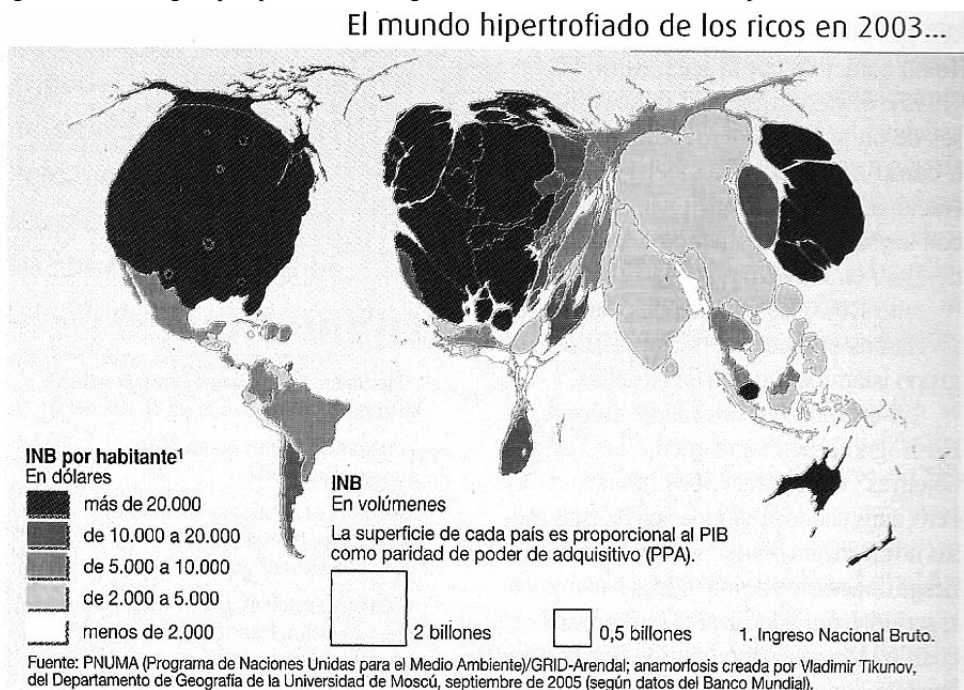 El mundo hipertrofiado de los ricos en 2003...
INB por habitante¹
En dólares
más de 20.000
de 10.000 a 20.000
de 5.000 a 10.000
de 2.000 a 5.000
menos de 2.000
INB
En volúmenes
La superficie de cada país es proporcional al PIB
como paridad de poder de adquisitivo (PPA).
2 billones
0,5 billones
1. Ingreso Nacional Bruto.
Fuente: PNUMA (Programa de Naciones Unidas para el Medio Ambiente)/GRID-Arendal; anamorfosis creada por Vladimir Tikunov,
del Departamento de Geografía de la Universidad de Moscú, septiembre de 2005 (según datos del Banco Mundial).